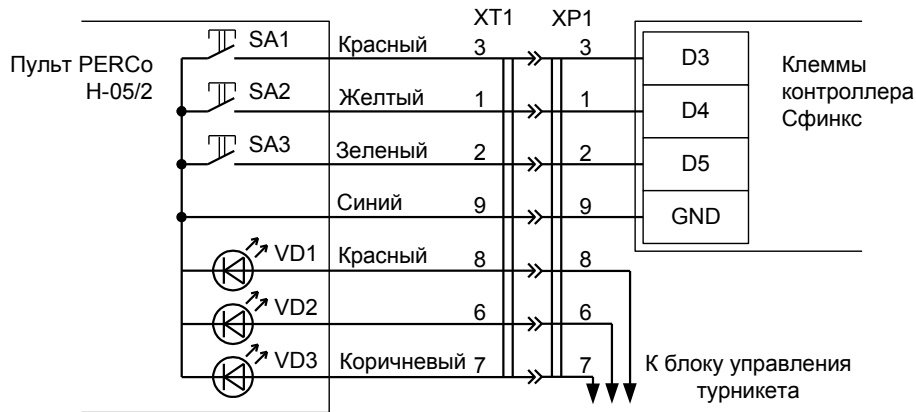 XT1 XP1
Пульт PERCo
H-05/2
SA1 Красный 3 3 D3
SA2 Желтый 1 1 D4
SA3 Зеленый 2 2 D5
Синий 9 9 GND
VD1 Красный 8 8
VD2 6 6
VD3 Коричневый 7 7
Клеммы
контроллера
Сфинкс
К блоку управления
турникета